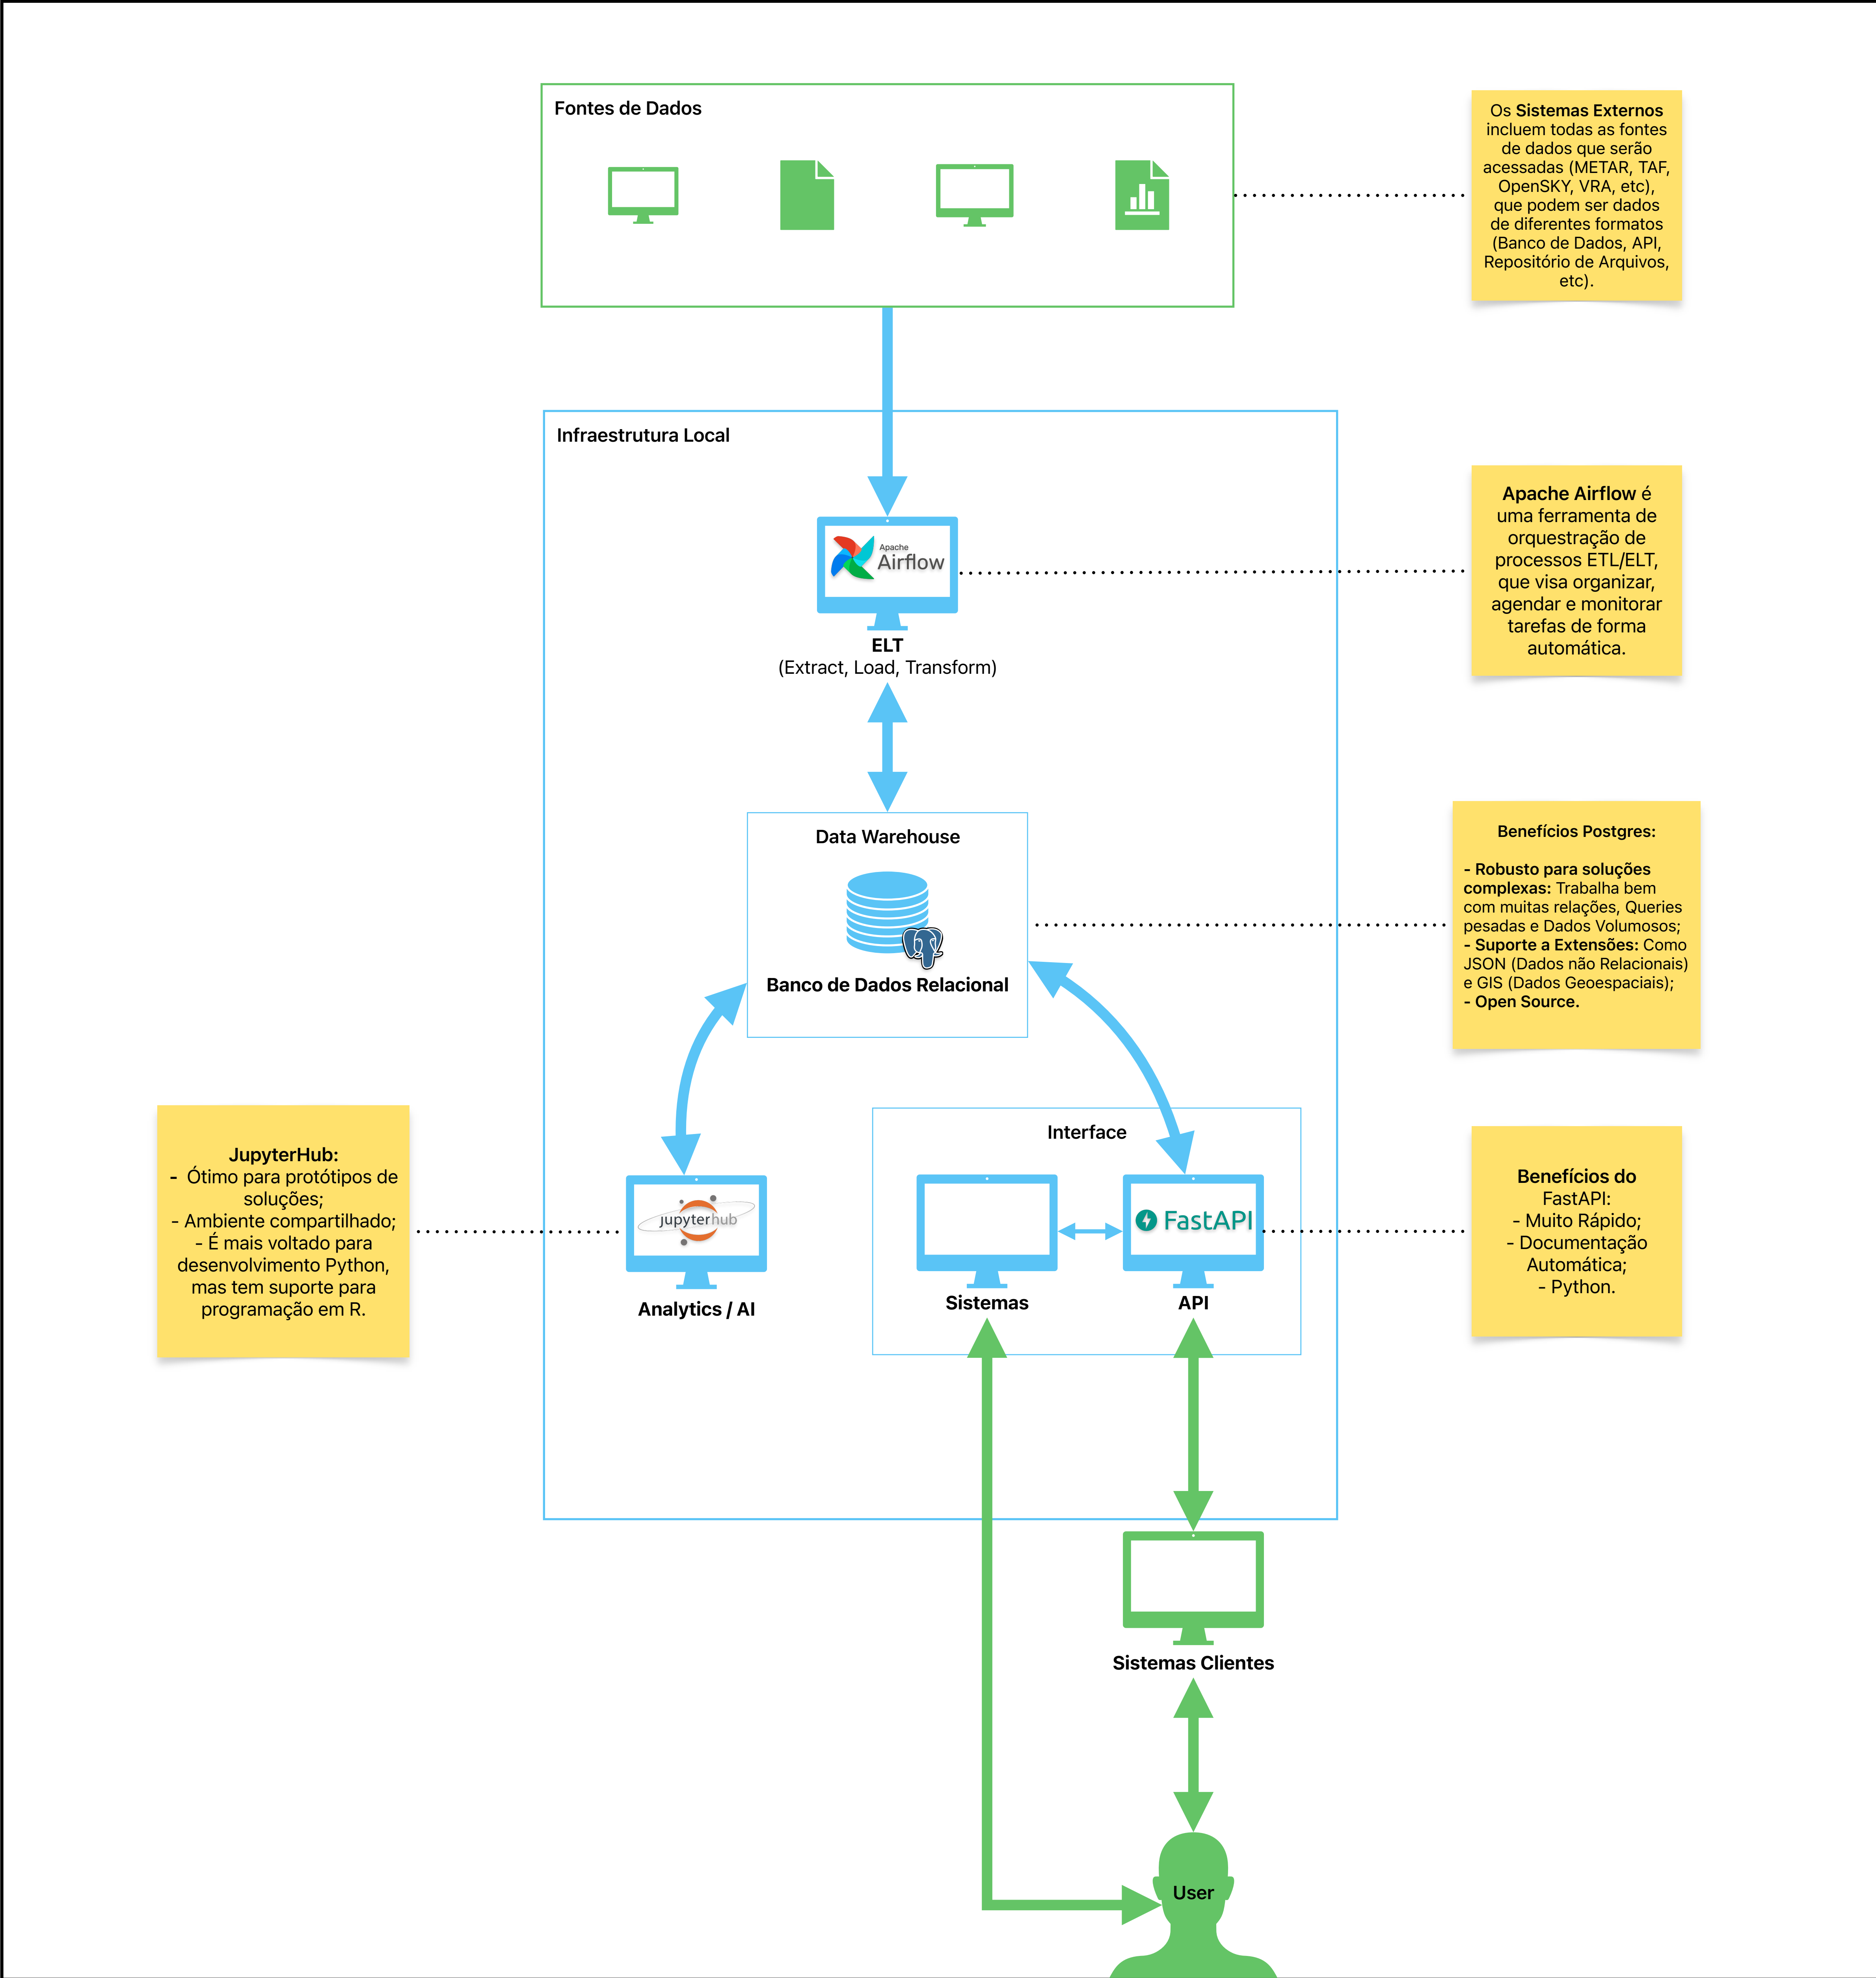 Fontes de Dados
Os Sistemas Externos
incluem todas as fontes
de dados que serão
acessadas (METAR, TAF,
OpenSKY, VRA, etc),
que podem ser dados
de diferentes formatos
(Banco de Dados, API,
Repositório de Arquivos,
etc).
Infraestrutura Local
Apache
Airflow
ELT
(Extract, Load, Transform)
Apache Airflow é
uma ferramenta de
orquestração de
processos ETL/ELT,
que visa organizar,
agendar e monitorar
tarefas de forma
automática.
Data Warehouse
Banco de Dados Relacional
Benefícios Postgres:
- Robusto para soluções
complexas: Trabalha bem
com muitas relações, Queries
pesadas e Dados Volumosos;
- Suporte a Extensões: Como
JSON (Dados não Relacionais)
e GIS (Dados Geoespaciais);
- Open Source.
JupyterHub:
- Ótimo para protótipos de
soluções;
- Ambiente compartilhado;
- É mais voltado para
desenvolvimento Python,
mas tem suporte para
programação em R.
jupyterhub
Analytics / AI
Interface
Sistemas
FastAPI
API
Benefícios do
FastAPI:
- Muito Rápido;
- Documentação
Automática;
- Python.
Sistemas Clientes
User